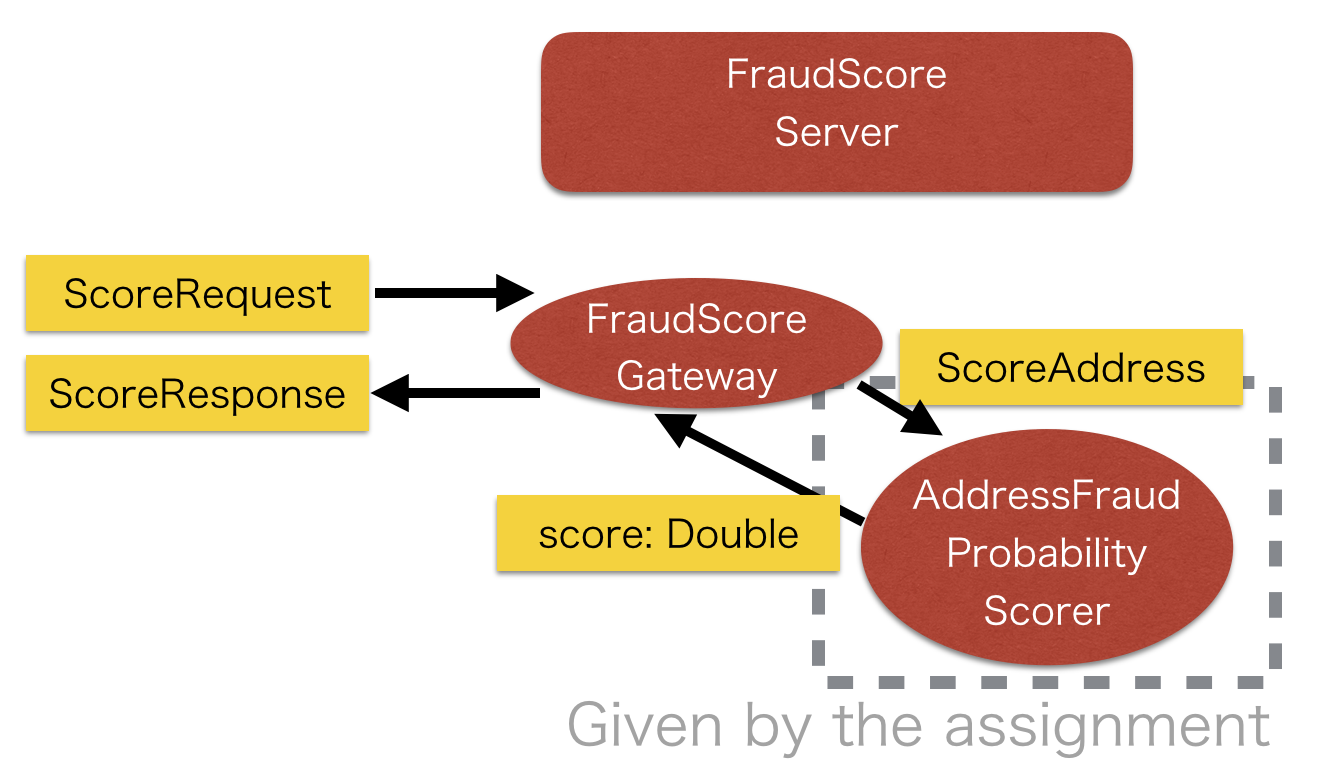 FraudScore
Server
ScoreRequest
ScoreResponse
FraudScore
Gateway
ScoreAddress
score: Double
AddressFraud
Probability
Scorer
Given by the assignment